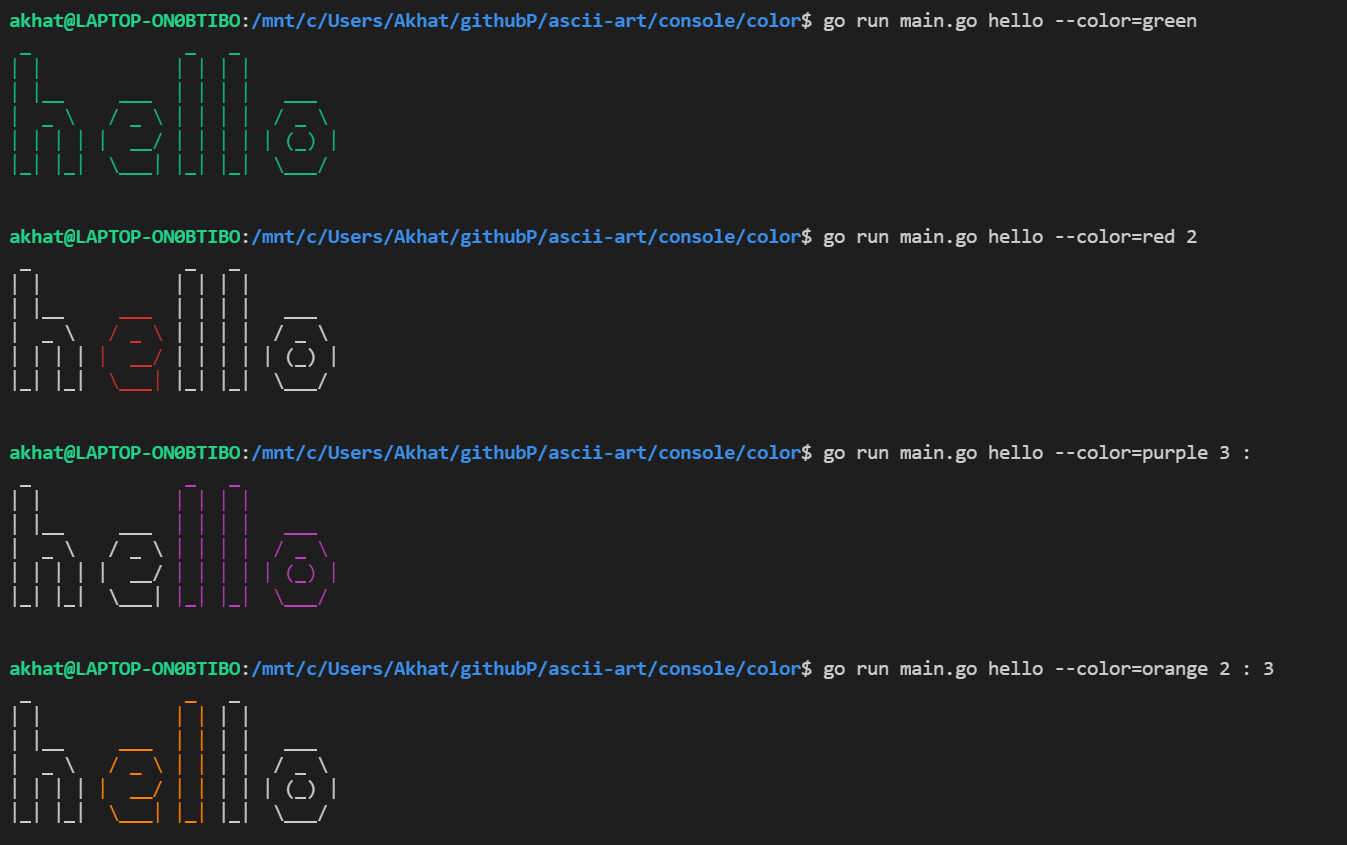 akhat@LAPTOP-ON0BTIBO:/mnt/c/Users/Akhat/githubP/ascii-art/console/color$ go run main.go hello --color=green
 _              _   _
| |            | | | |
| |__     ___  | | | |   ___
|  _ \   / _ \ | | | |  / _ \
| | | | |  __/ | | | | | (_) |
|_| |_|  \___| |_| |_|  \___/
akhat@LAPTOP-ON0BTIBO:/mnt/c/Users/Akhat/githubP/ascii-art/console/color$ go run main.go hello --color=red 2
 _              _   _
| |            | | | |
| |__     ___  | | | |   ___
|  _ \   / _ \ | | | |  / _ \
| | | | |  __/ | | | | | (_) |
|_| |_|  \___| |_| |_|  \___/
akhat@LAPTOP-ON0BTIBO:/mnt/c/Users/Akhat/githubP/ascii-art/console/color$ go run main.go hello --color=purple 3 :
 _              _   _
| |            | | | |
| |__     ___  | | | |   ___
|  _ \   / _ \ | | | |  / _ \
| | | | |  __/ | | | | | (_) |
|_| |_|  \___| |_| |_|  \___/
akhat@LAPTOP-ON0BTIBO:/mnt/c/Users/Akhat/githubP/ascii-art/console/color$ go run main.go hello --color=orange 2 : 3
 _              _   _
| |            | | | |
| |__     ___  | | | |   ___
|  _ \   / _ \ | | | |  / _ \
| | | | |  __/ | | | | | (_) |
|_| |_|  \___| |_| |_|  \___/